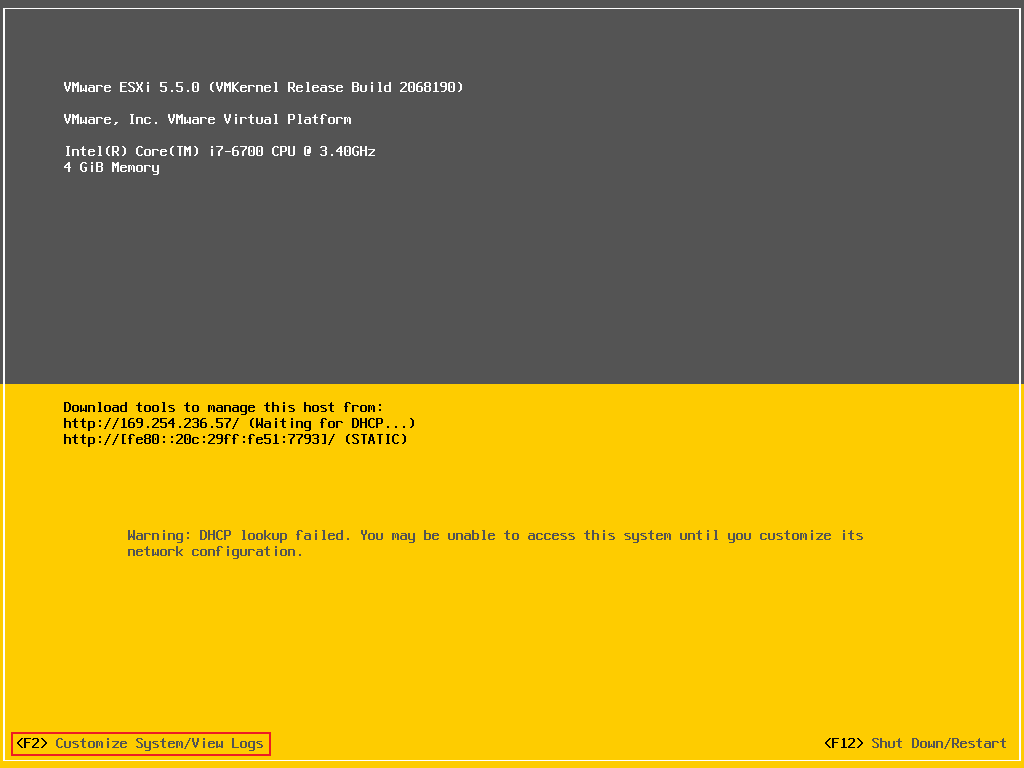 VMware ESXi 5.5.0 (VMKernel Release Build 2068190)
VMware, Inc. VMware Virtual Platform
Intel(R) Core(TM) i7-6700 CPU @ 3.40GHz
4 GiB Memory
Download tools to manage this host from:
http://169.254.236.57/ (Waiting for DHCP...)
http://[fe80::20c:29ff:fe51:7793]/ (STATIC)
Warning: DHCP lookup failed. You may be unable to access this system until you customize its
network configuration.
<F2> Customize System/View Logs
<F12> Shut Down/Restart